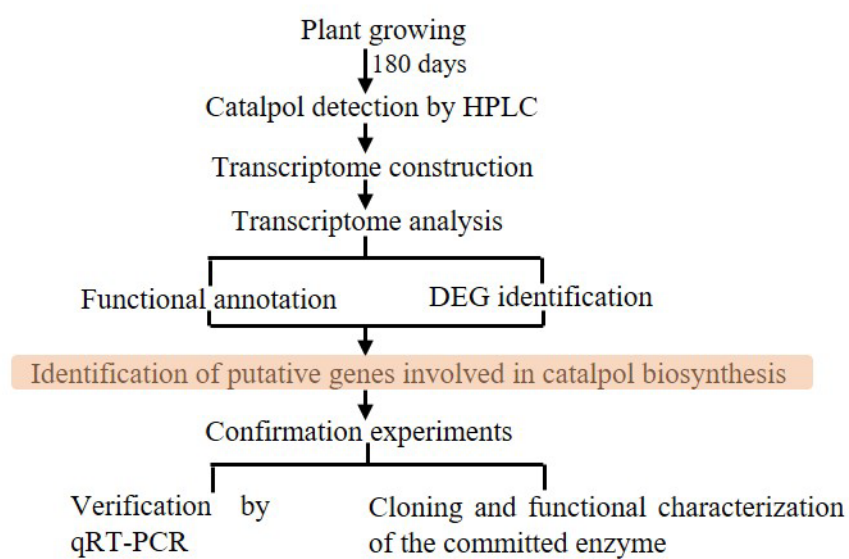 Plant growing
180 days
Catalpol detection by HPLC
Transcriptome construction
Transcriptome analysis
Functional annotation
DEG identification
Identification of putative genes involved in catalpol biosynthesis
Confirmation experiments
Verification by
qRT-PCR
Cloning and functional characterization
of the committed enzyme